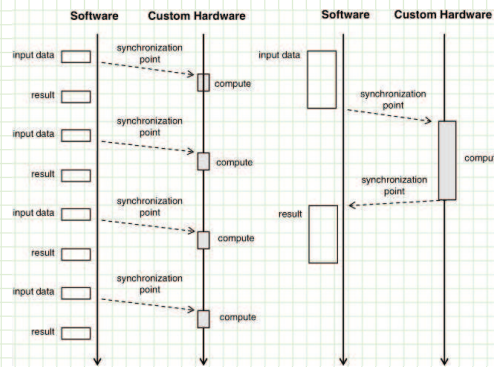 Software Custom Hardware
input data
synchronization
point
compute
result
input data
synchronization
point
compute
result
input data
synchronization
point
compute
result
input data
synchronization
point
compute
result
Software Custom Hardware
input data
synchronization
point
comput
synchronization
point
result